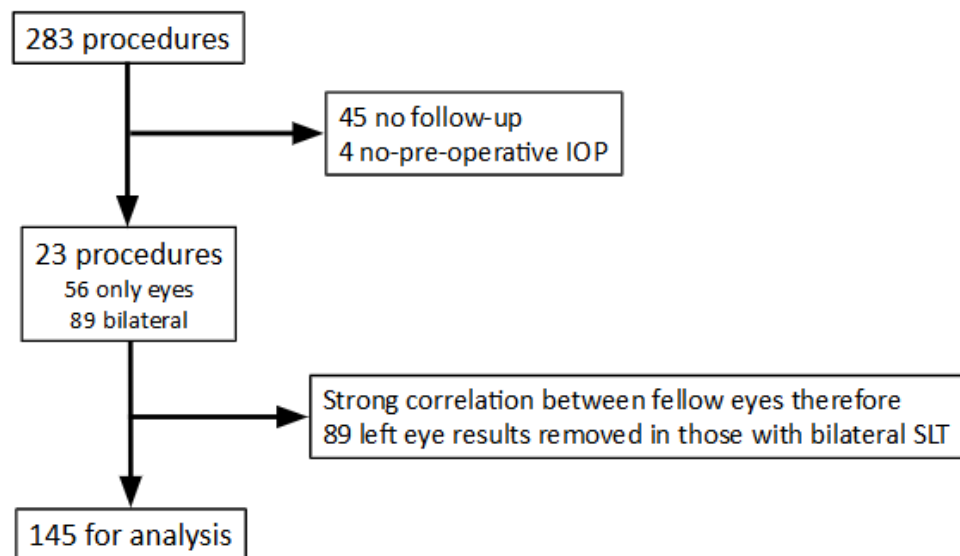 283 procedures
45 no follow-up
4 no-pre-operative IOP
23 procedures
56 only eyes
89 bilateral
Strong correlation between fellow eyes therefore
89 left eye results removed in those with bilateral SLT
145 for analysis